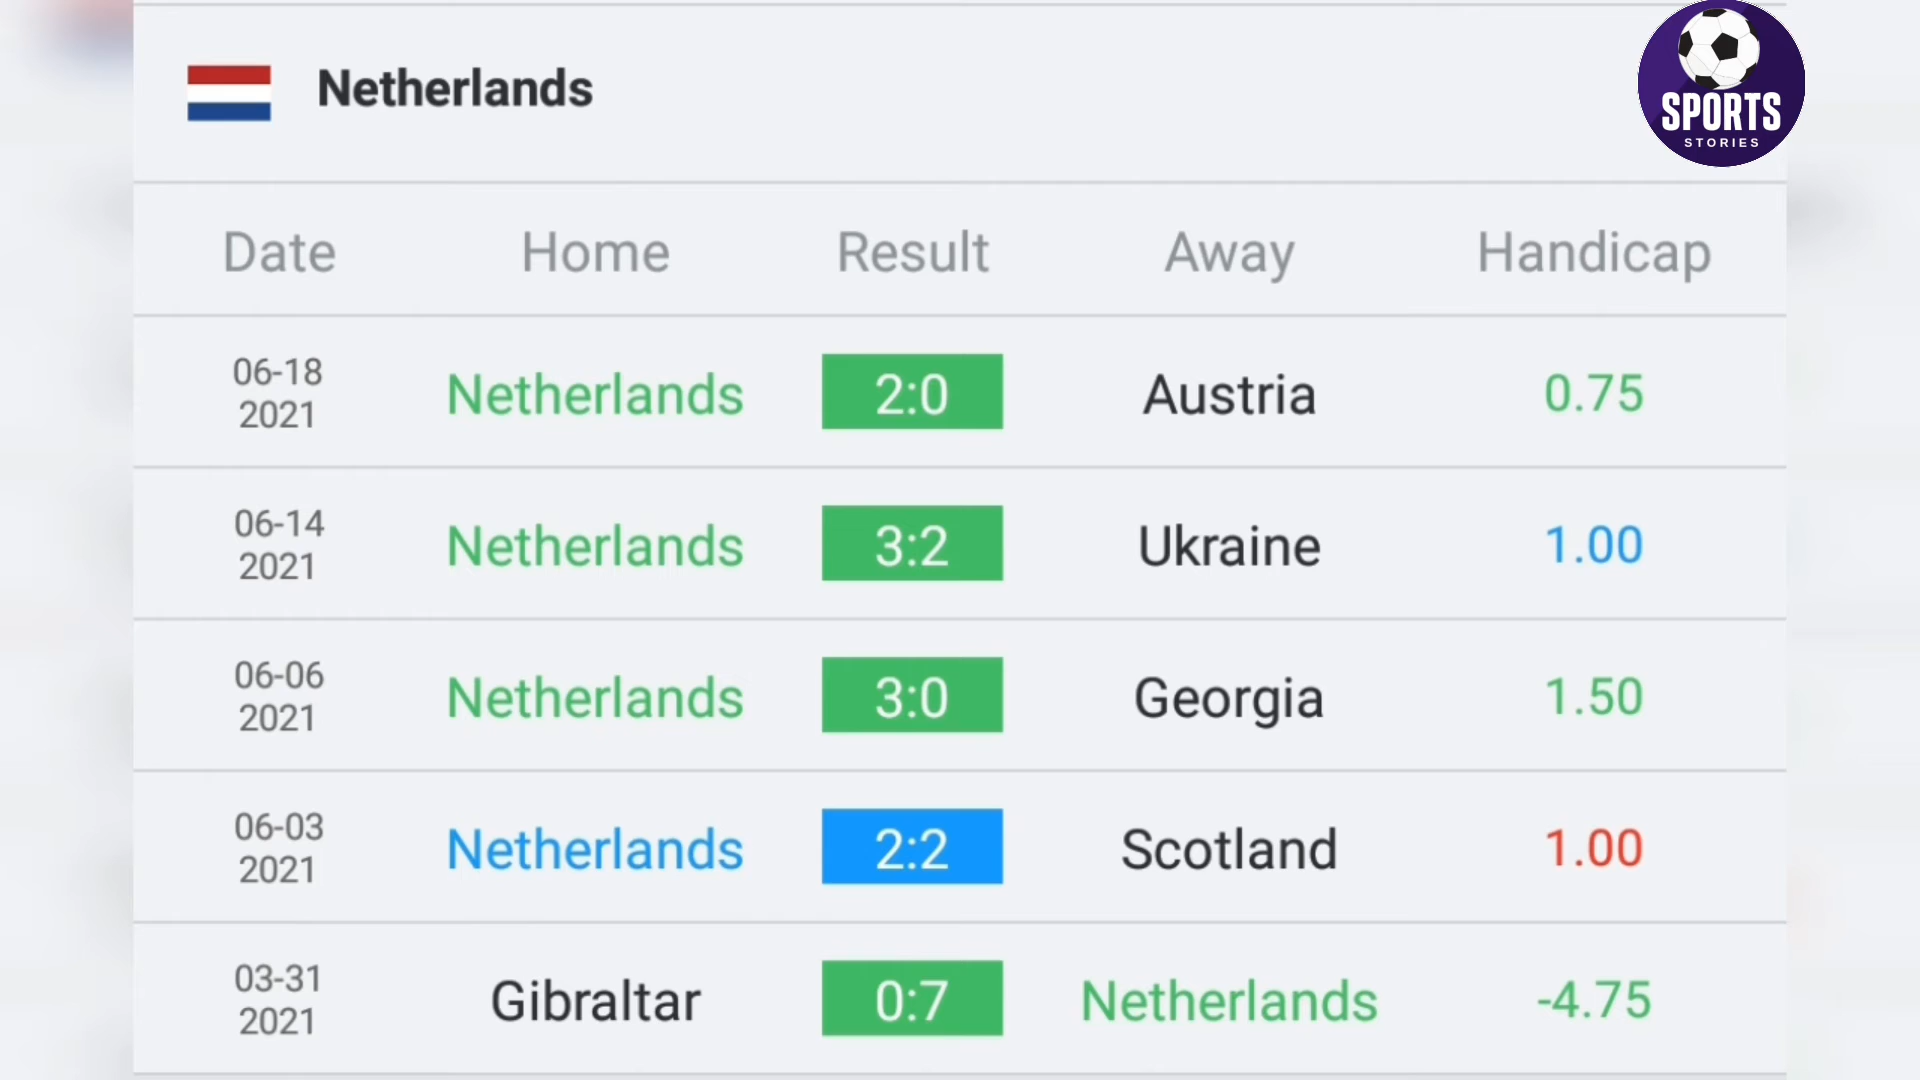 Netherlands
SPORTS
STORIES
Date Home Result Away Handicap
06-18
2021
Netherlands 2:0 Austria 0.75
06-14
2021
Netherlands 3:2 Ukraine 1.00
06-06
2021
Netherlands 3:0 Georgia 1.50
06-03
2021
Netherlands 2:2 Scotland 1.00
03-31
2021
Gibraltar 0:7 Netherlands -4.75